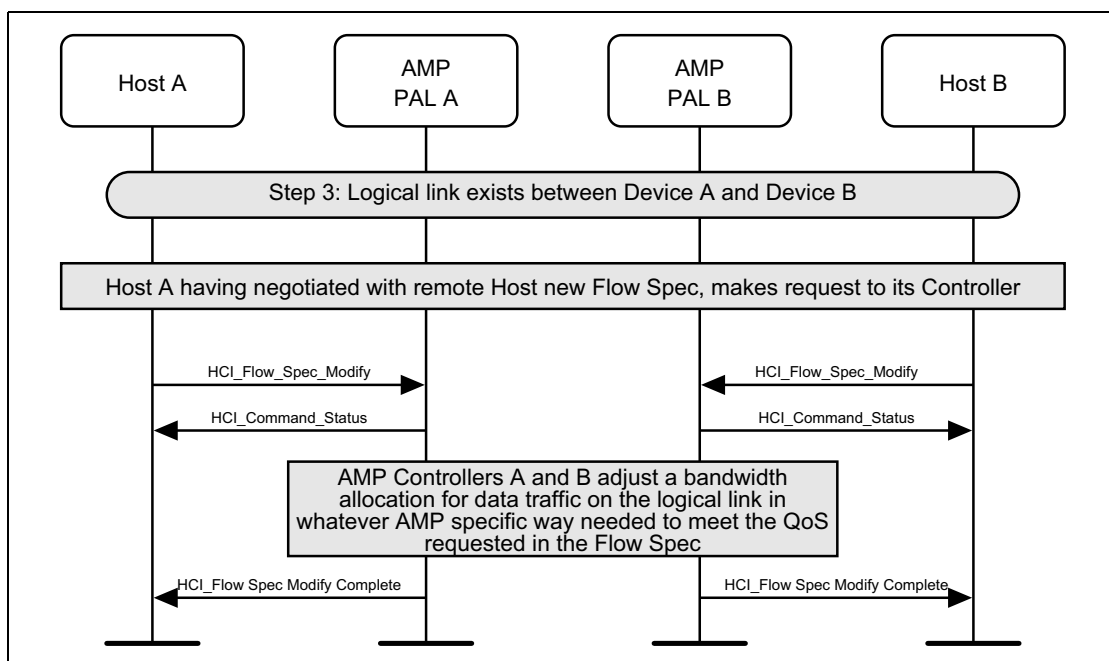 Host A
AMP
PAL A
AMP
PAL B
Host B
Step 3: Logical link exists between Device A and Device B
Host A having negotiated with remote Host new Flow Spec, makes request to its Controller
HCI_Flow_Spec_Modify
HCI_Flow_Spec_Modify
HCI_Command_Status
HCI_Command_Status
AMP Controllers A and B adjust a bandwidth
allocation for data traffic on the logical link in
whatever AMP specific way needed to meet the QoS
requested in the Flow Spec
HCI_Flow Spec Modify Complete
HCI_Flow Spec Modify Complete